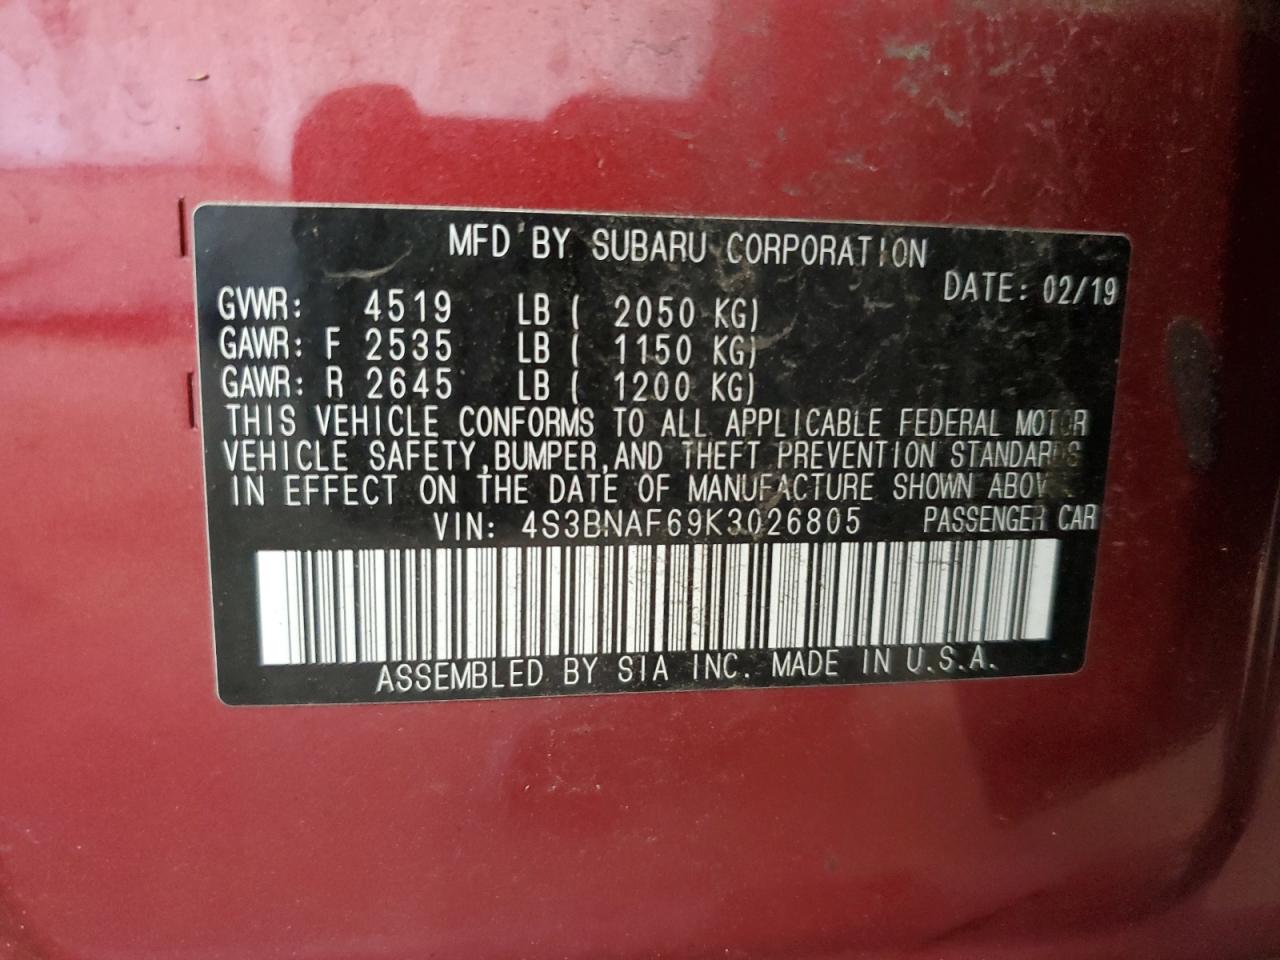 MFD BY SUBARU CORPORATION
DATE: 02/19
GVWR: 4519 LB ( 2050 KG)
GAWR: F 2535 LB ( 1150 KG)
GAWR: R 2645 LB ( 1200 KG)
THIS VEHICLE CONFORMS TO ALL APPLICABLE FEDERAL MOTOR
VEHICLE SAFETY, BUMPER, AND THEFT PREVENTION STANDARDS
IN EFFECT ON THE DATE OF MANUFACTURE SHOWN ABOV
VIN: 4S3BNAF69K3026805 PASSENGER CAR
ASSEMBLED BY SIA INC. MADE IN U.S.A.